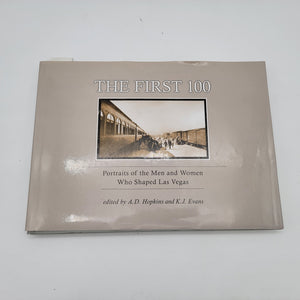 THE FIRST 100
Portraits of the Men and Women
Who Shaped Las Vegas
edited by A.D. Hopkins and K.J. Evans